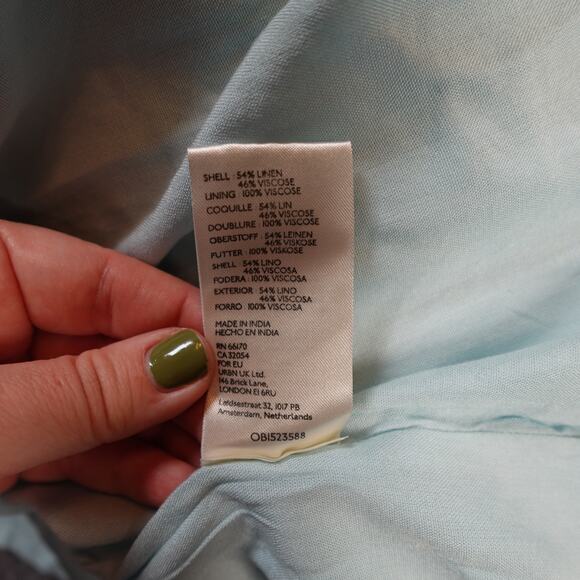 SHELL : 54% LINEN
46% VISCOSE
LINING : 100% VISCOSE
COQUILLE : 54% LIN
46% VISCOSE
DOUBLURE : 100% VISCOSE
OBERSTOFF : 54% LEINEN
46% VISKOSE
FUTTER : 100% VISKOSE
SHELL : 54% LINO
46% VISCOSA
FODERA : 100% VISCOSA
EXTERIOR : 54% LINO
46% VISCOSA
FORRO : 100% VISCOSA
MADE IN INDIA
HECHO EN INDIA
RN 66170
CA 32054
FOR EU
URBN UK Ltd.
146 Brick Lane,
LONDON E1 6RU
Leidsestraat 32, 1017 PB
Amsterdam, Netherlands
OB1523588